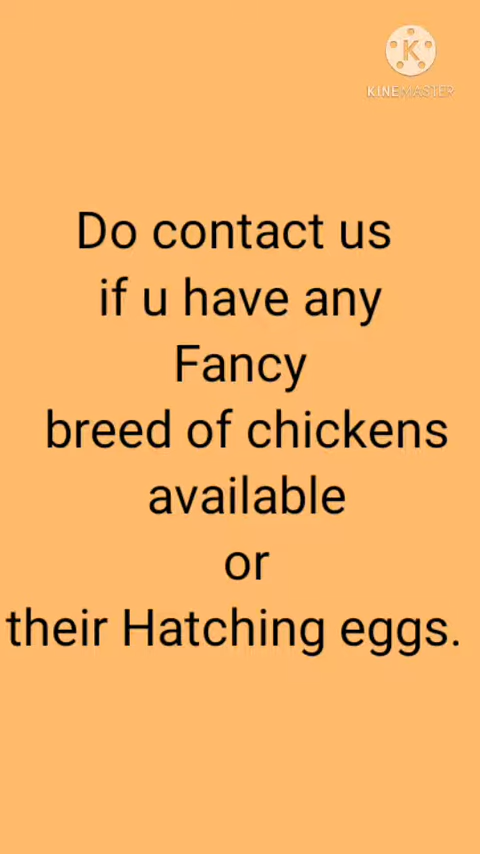 K
KINEMASTER
Do contact us
if u have any
Fancy
breed of chickens
available
or
their Hatching eggs.